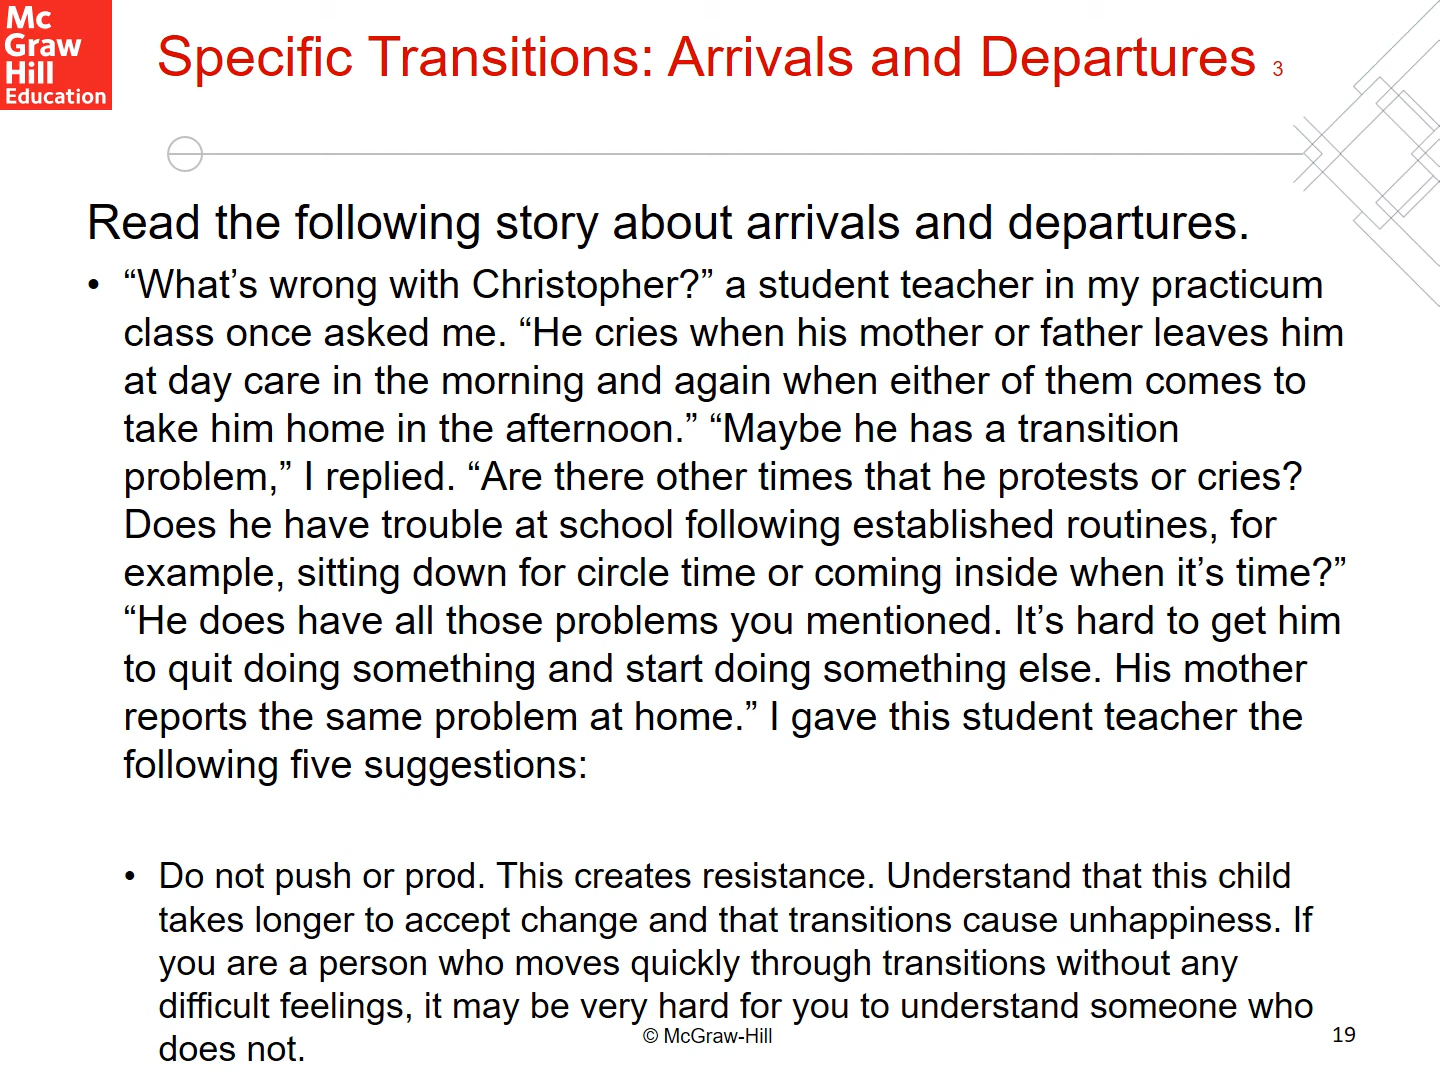 Mc
Graw
Hill
Education
Specific Transitions: Arrivals and Departures 3
Read the following story about arrivals and departures.
• “What’s wrong with Christopher?” a student teacher in my practicum
class once asked me. “He cries when his mother or father leaves him
at day care in the morning and again when either of them comes to
take him home in the afternoon.” “Maybe he has a transition
problem,” I replied. “Are there other times that he protests or cries?
Does he have trouble at school following established routines, for
example, sitting down for circle time or coming inside when it’s time?”
“He does have all those problems you mentioned. It’s hard to get him
to quit doing something and start doing something else. His mother
reports the same problem at home.” I gave this student teacher the
following five suggestions:
• Do not push or prod. This creates resistance. Understand that this child
takes longer to accept change and that transitions cause unhappiness. If
you are a person who moves quickly through transitions without any
difficult feelings, it may be very hard for you to understand someone who
does not.
© McGraw-Hill
19